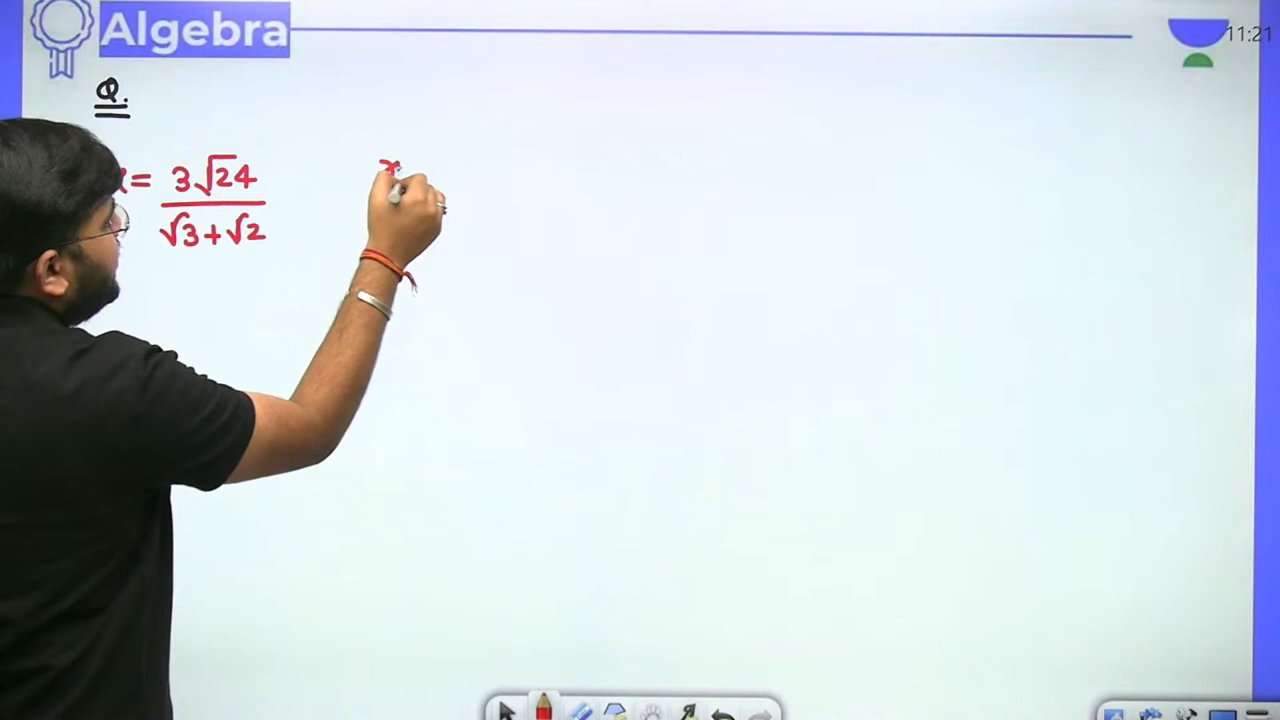 Algebra
11:21
Q.
= 3√24
√3+√2